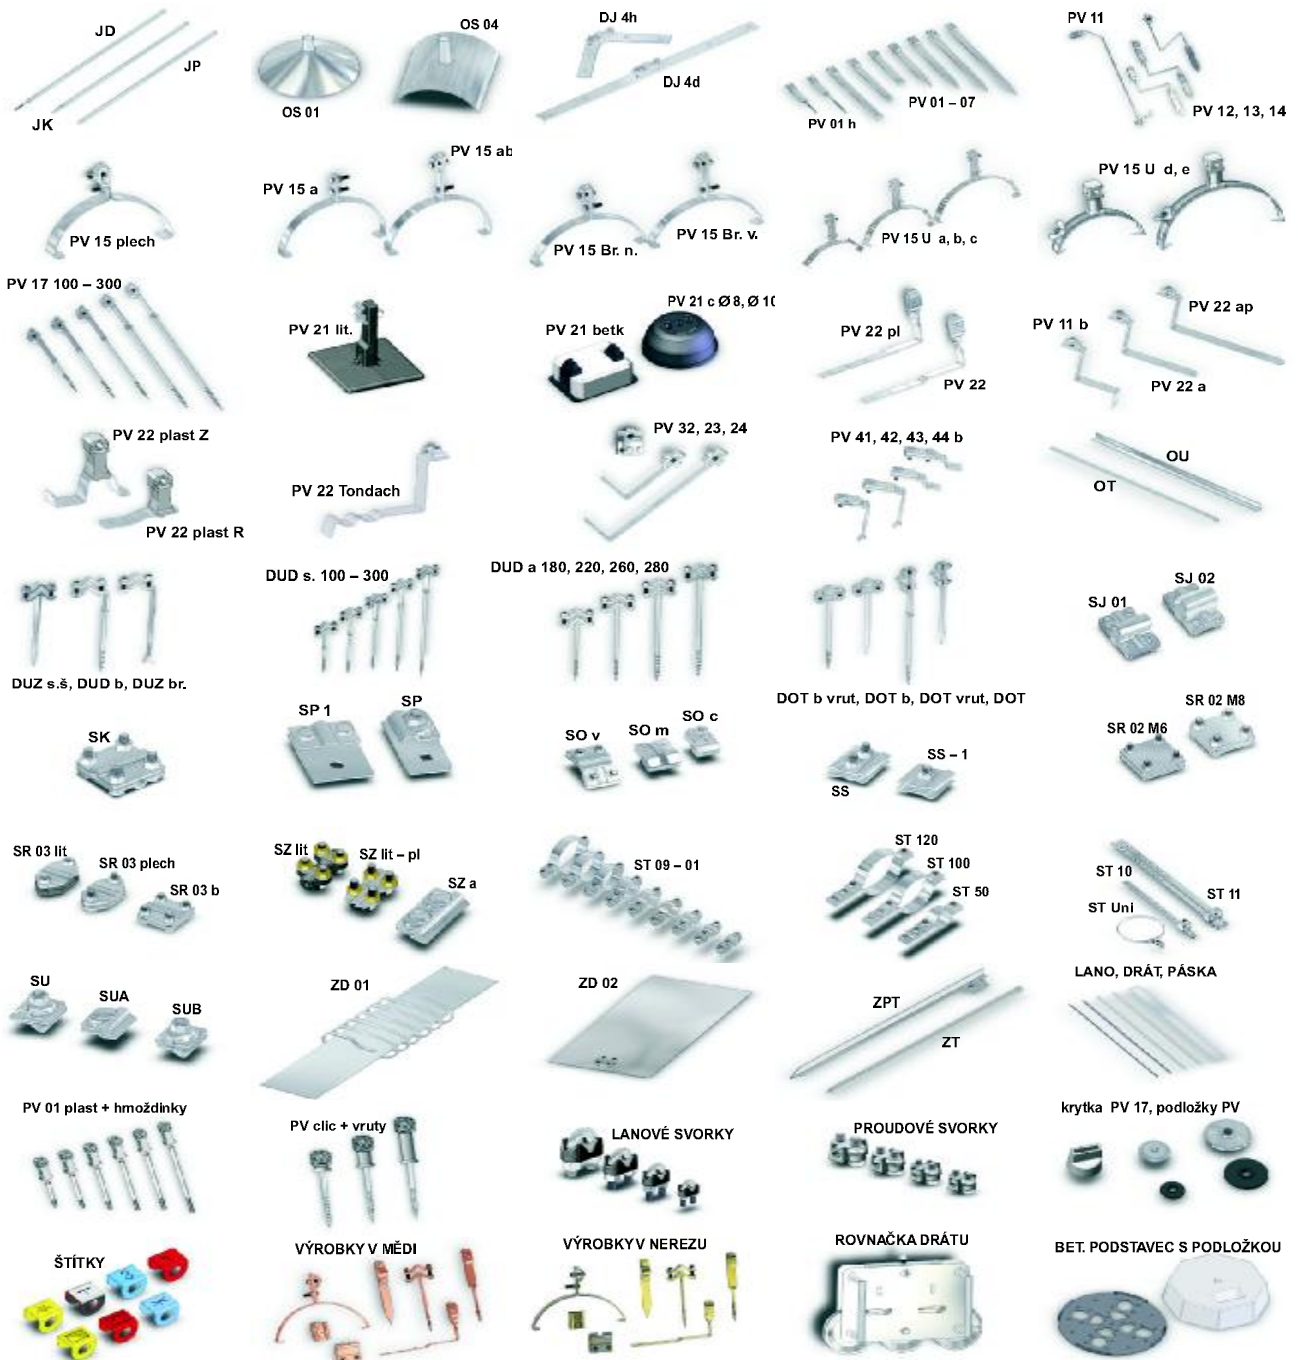 JD
JP
JK
OS 04
OS 01
DJ 4h
DJ 4d
PV 01 – 07
PV 01 h
PV 11
PV 12, 13, 14
PV 15 plech
PV 15 a
PV 15 ab
PV 15 Br. n.
PV 15 Br. v.
PV 15 U a, b, c
PV 15 U d, e
PV 17 100 – 300
PV 21 lit.
PV 21 betk
PV 21 c Ø 8, Ø 10
PV 22 pl
PV 22
PV 11 b
PV 22 ap
PV 22 a
PV 22 plast Z
PV 22 plast R
PV 22 Tondach
PV 32, 23, 24
PV 41, 42, 43, 44 b
OU
OT
DUZ s.š, DUD b, DUZ br.
DUD s. 100 – 300
DUD a 180, 220, 260, 280
DOT b vrut, DOT b, DOT vrut, DOT
SJ 02
SJ 01
SK
SP 1
SP
SO v
SO m
SO c
SS – 1
SS
SR 02 M8
SR 02 M6
SR 03 lit
SR 03 plech
SR 03 b
SZ lit
SZ lit – pl
SZ a
ST 09 – 01
ST 120
ST 100
ST 50
ST 10
ST 11
ST Uni
SU
SUA
SUB
ZD 01
ZD 02
ZPT
ZT
LANO, DRÁT, PÁSKA
PV 01 plast + hmoždinky
PV clic + vruty
LANOVÉ SVORKY
PROUDOVÉ SVORKY
krytka PV 17, podložky PV
ŠTÍTKY
VÝROBKY V MĚDI
VÝROBKY V NEREZU
ROVNAČKA DRÁTU
BET. PODSTAVEC S PODLOŽKOU